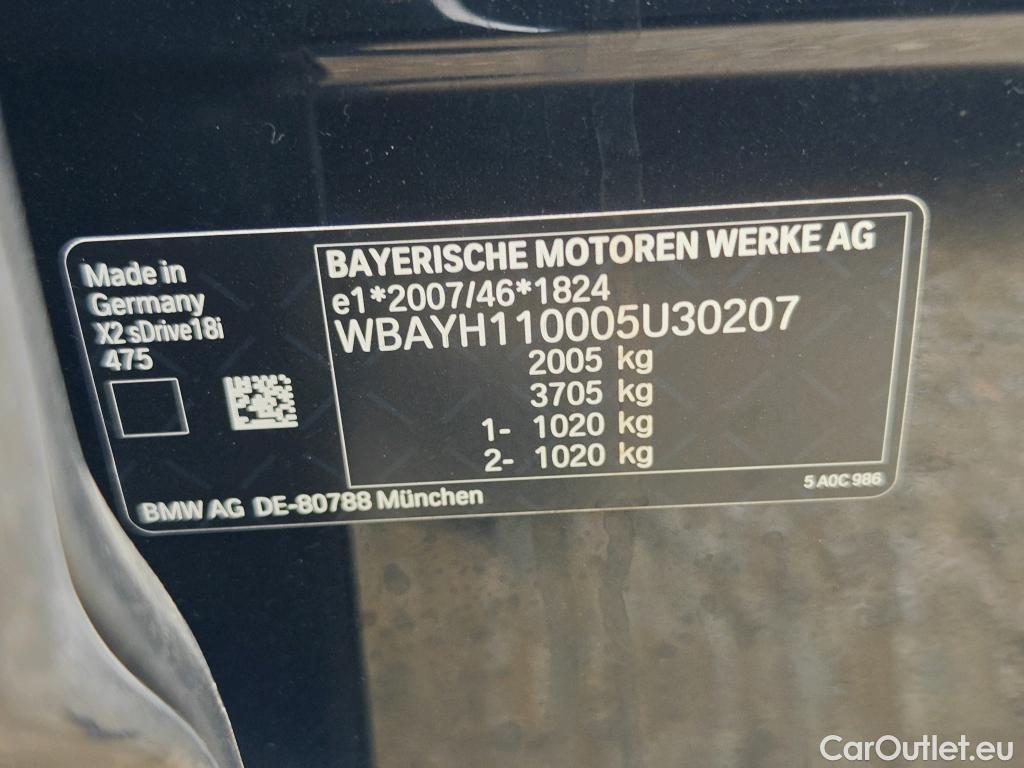 Made in
Germany
X2 sDrive18i
475
BAYERISCHE MOTOREN WERKE AG
e1*2007/46*1824
WBAYH110005U30207
2005 kg
3705 kg
1- 1020 kg
2- 1020 kg
BMW AG DE-80788 München
5 A0C 986
CarOutlet.eu